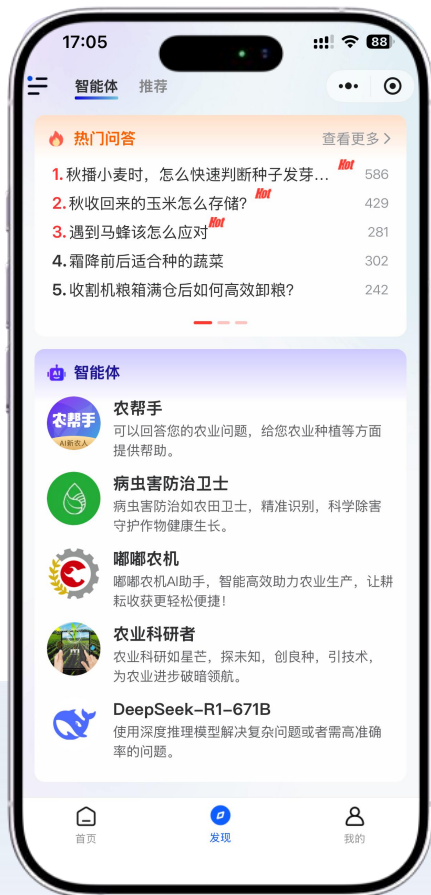 17:05
88
智能体 推荐
热门问答 查看更多 >
1. 秋播小麦时，怎么快速判断种子发芽... Hot 586
2. 秋收回来的玉米怎么存储？ Hot 429
3. 遇到马蜂该怎么应对 Hot 281
4. 霜降前后适合种的蔬菜 302
5. 收割机粮箱满仓后如何高效卸粮？ 242
AI 智能体
农帮手
AI新农人
农帮手
可以回答您的农业问题，给您农业种植等方面
提供帮助。
病虫害防治卫士
病虫害防治如农田卫士，精准识别，科学除害
守护作物健康生长。
嘟嘟农机
嘟嘟农机AI助手，智能高效助力农业生产，让耕
耘收获更轻松便捷！
农业科研者
农业科研如星芒，探未知，创良种，引技术，
为农业进步破暗领航。
DeepSeek-R1-671B
使用深度推理模型解决复杂问题或者需高准确
率的问题。
首页 发现 我的